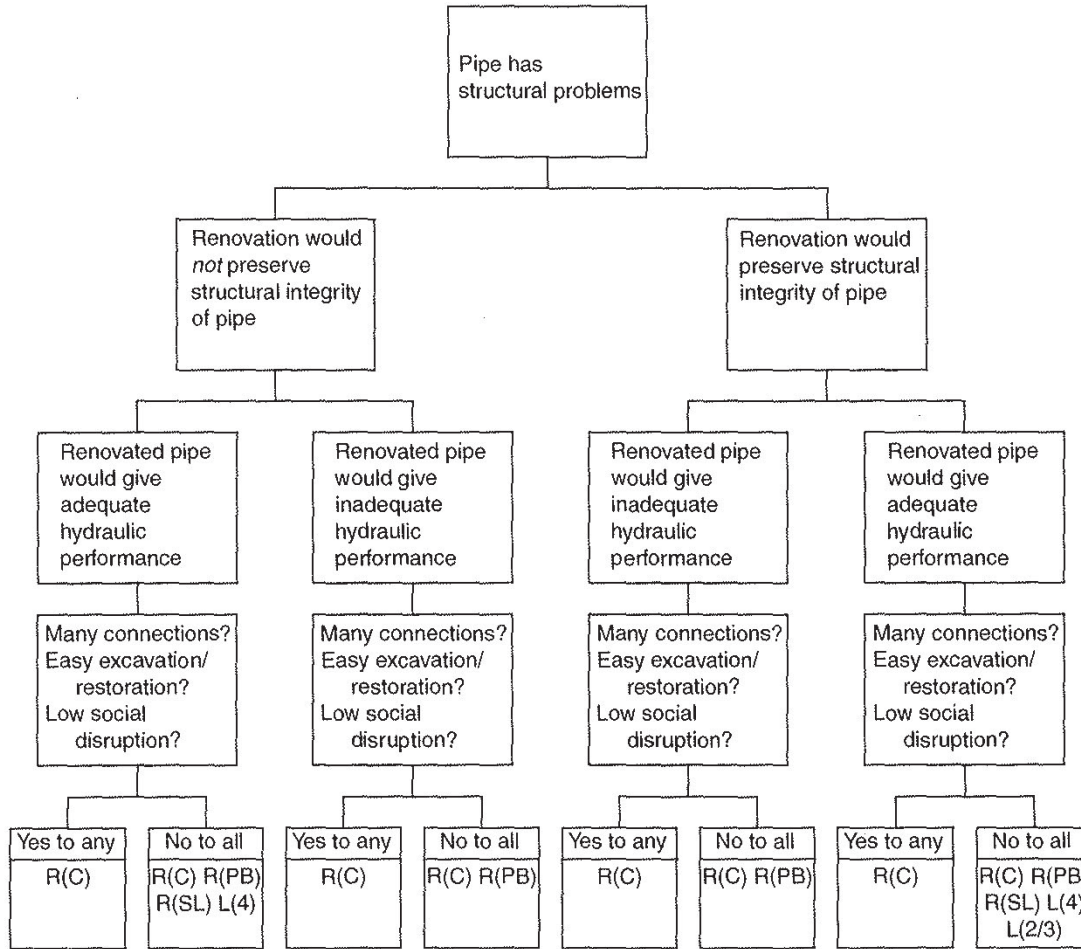 Pipe has
structural problems
Renovation would
not preserve
structural integrity
of pipe
Renovation would
preserve structural
integrity of pipe
Renovated pipe
would give
adequate
hydraulic
performance
Renovated pipe
would give
inadequate
hydraulic
performance
Renovated pipe
would give
inadequate
hydraulic
performance
Renovated pipe
would give
adequate
hydraulic
performance
Many connections?
Easy excavation/
restoration?
Low social
disruption?
Many connections?
Easy excavation/
restoration?
Low social
disruption?
Many connections?
Easy excavation/
restoration?
Low social
disruption?
Many connections?
Easy excavation/
restoration?
Low social
disruption?
Yes to any
R(C)
No to all
R(C) R(PB)
R(SL) L(4)
Yes to any
R(C)
No to all
R(C) R(PB)
Yes to any
R(C)
No to all
R(C) R(PB)
Yes to any
R(C)
No to all
R(C) R(PB)
R(SL) L(4)
L(2/3)